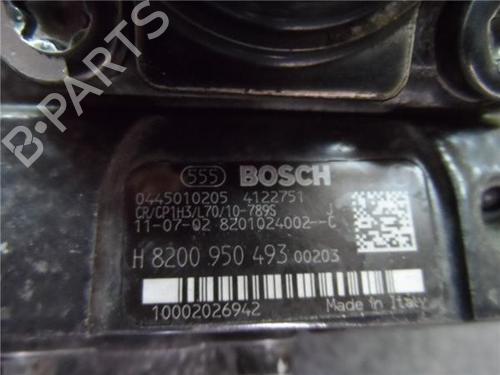 555 BOSCH
0445010205 4122751
CR/CP1H3/L70/10-789S J
11-07-02 8201024002--C
H 8200 950 493 00203
10002026942 Made in Italy
B-PARTS